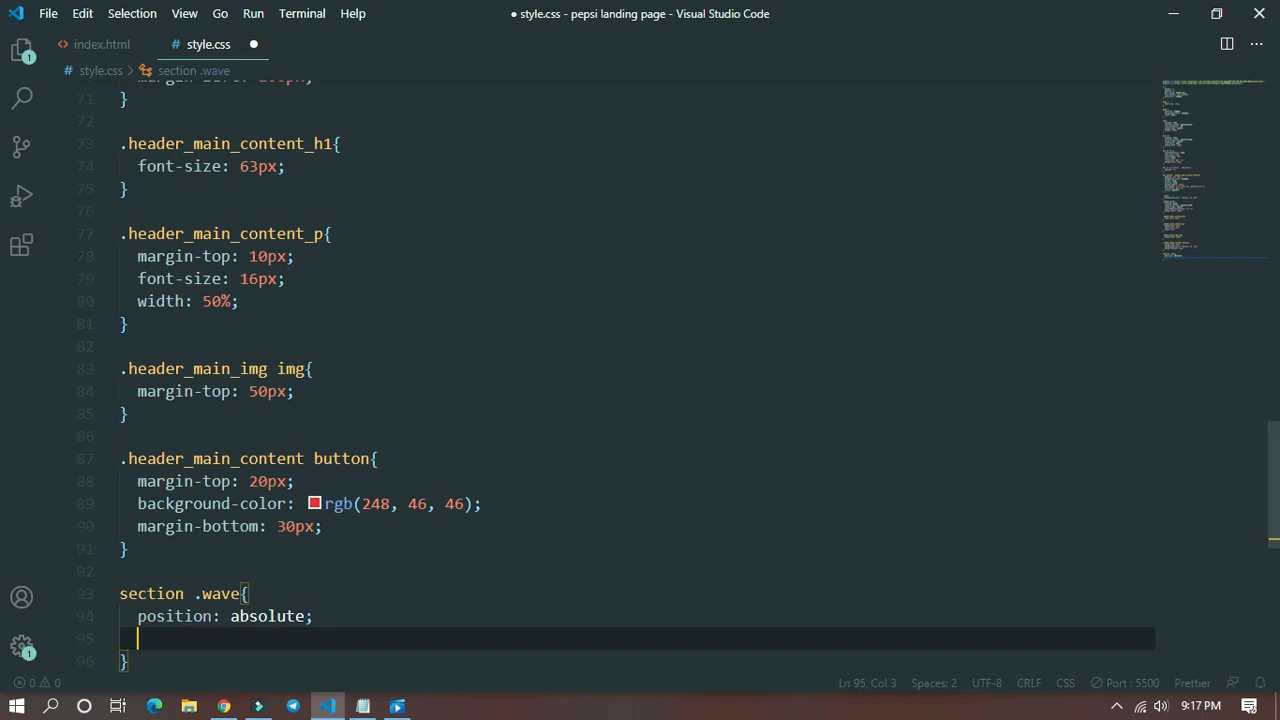 File Edit Selection View Go Run Terminal Help
● style.css - pepsi landing page - Visual Studio Code
index.html
# style.css
# style.css > section .wave
71 }
72
73 .header_main_content_h1{
74 font-size: 63px;
75 }
76
77 .header_main_content_p{
78 margin-top: 10px;
79 font-size: 16px;
80 width: 50%;
81 }
82
83 .header_main_img img{
84 margin-top: 50px;
85 }
86
87 .header_main_content button{
88 margin-top: 20px;
89 background-color: rgb(248, 46, 46);
90 margin-bottom: 30px;
91 }
92
93 section .wave{
94 position: absolute;
95
96 }
1
1
0 0
Ln 95, Col 3
Spaces: 2
UTF-8
CRLF
CSS
Port : 5500
Prettier
9:17 PM